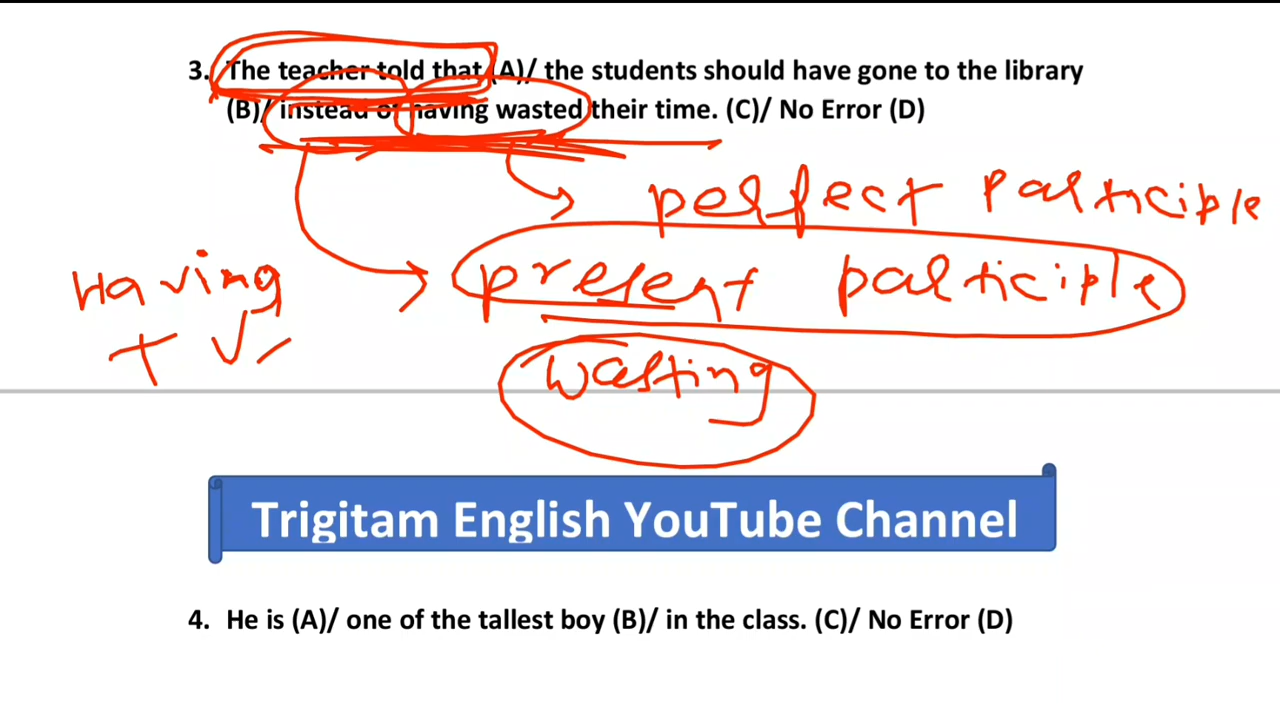 3. The teacher told that (A)/ the students should have gone to the library
(B)/ instead of having wasted their time. (C)/ No Error (D)
perfect participle
Having
present participle
+ V
wasting
Trigitam English YouTube Channel
4. He is (A)/ one of the tallest boy (B)/ in the class. (C)/ No Error (D)